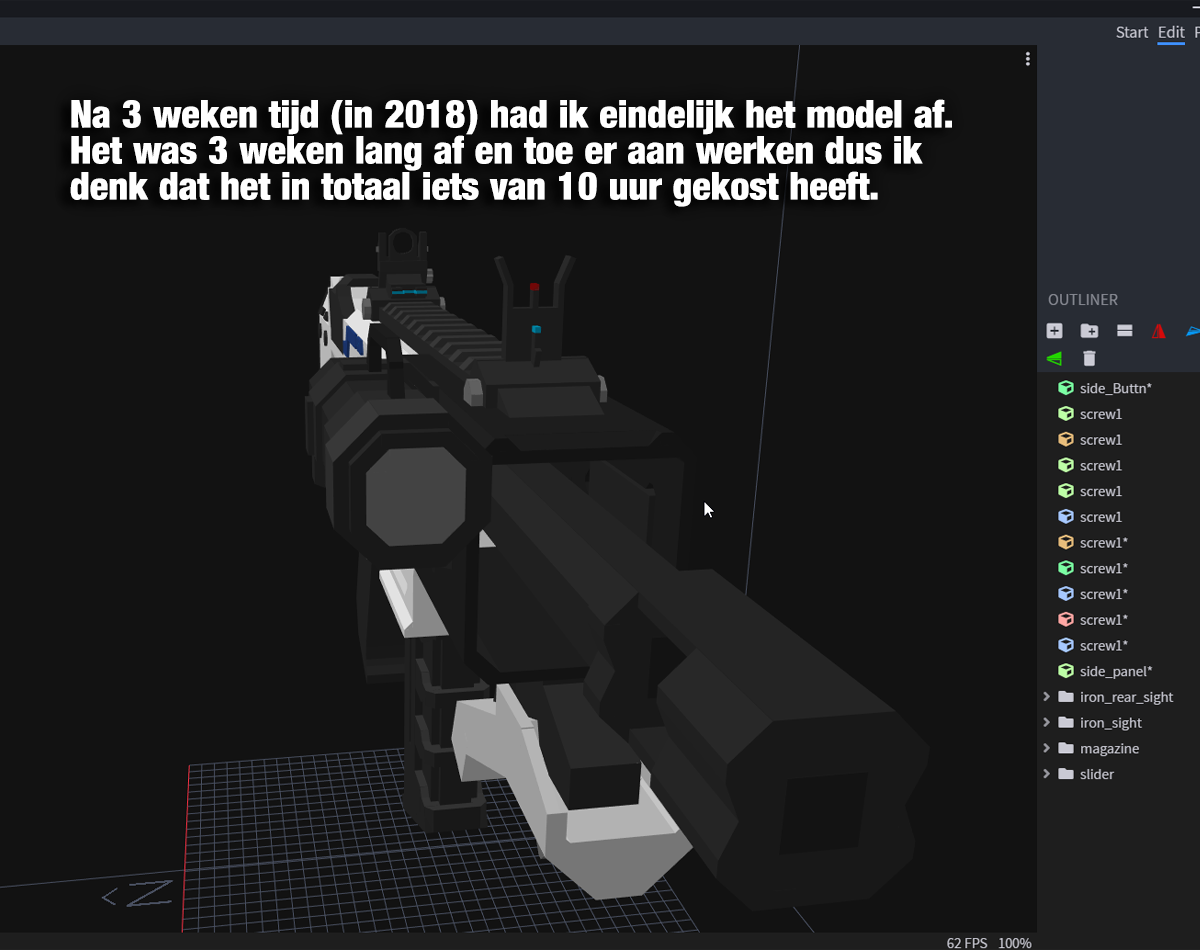 Start Edit
Na 3 weken tijd (in 2018) had ik eindelijk het model af.
Het was 3 weken lang af en toe er aan werken dus ik
denk dat het in totaal iets van 10 uur gekost heeft.
OUTLINER
side_Buttn*
screw1
screw1
screw1
screw1
screw1
screw1*
screw1*
screw1*
screw1*
screw1*
side_panel*
iron_rear_sight
iron_sight
magazine
slider
62 FPS 100%